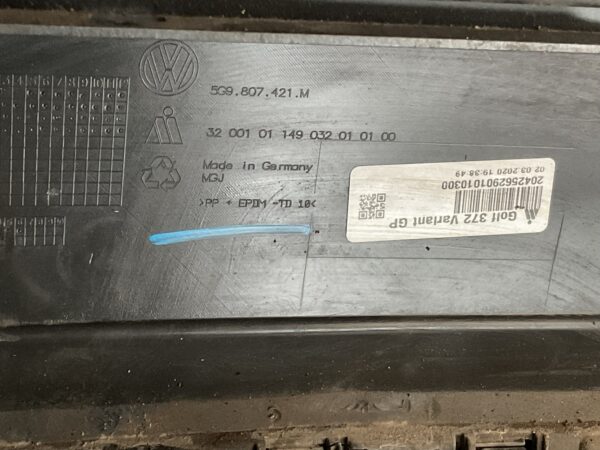 5G9.807.421.M
32 001 01 149 032 01 01 00
Made in Germany
MGJ
>PP + EPDM -TD 10<
Golf 372 Variant GP
2042562901010300
02.03.2020 19:38:49